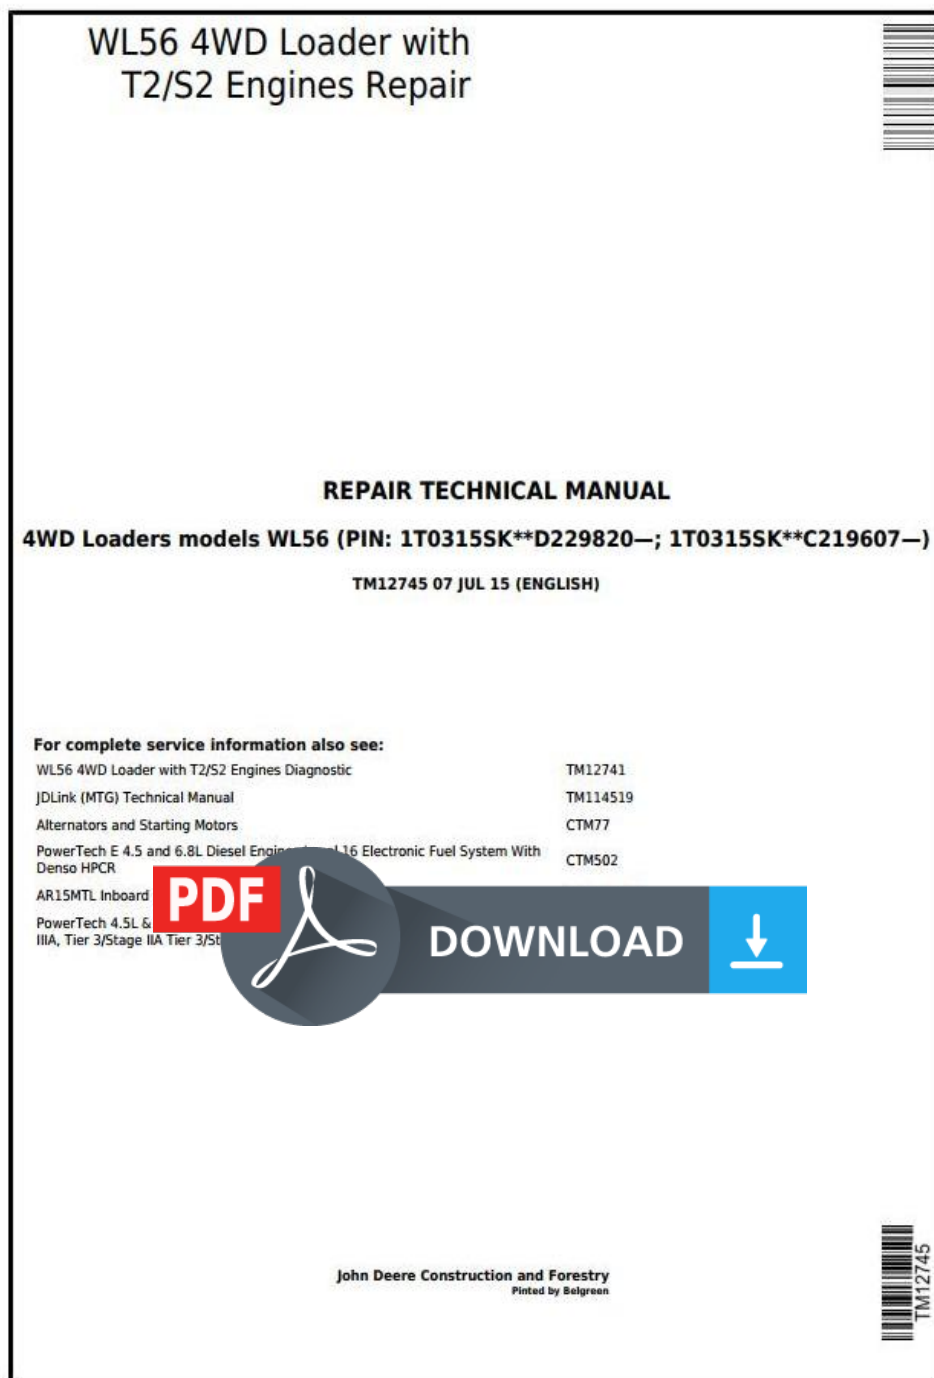 WL56 4WD Loader with
T2/S2 Engines Repair
REPAIR TECHNICAL MANUAL
4WD Loaders models WL56 (PIN: 1T0315SK**D229820—; 1T0315SK**C219607—)
TM12745 07 JUL 15 (ENGLISH)
For complete service information also see:
WL56 4WD Loader with T2/S2 Engines Diagnostic TM12741
JDLink (MTG) Technical Manual TM114519
Alternators and Starting Motors CTM77
PowerTech E 4.5 and 6.8L Diesel 16 Electronic Fuel System With
Denso HPCR CTM502
AR15MTL Inboard
PowerTech 4.5L &
IIIA, Tier 3/Stage IIA Tier
PDF
DOWNLOAD
John Deere Construction and Forestry
Pinted by Belgreen
TM12745